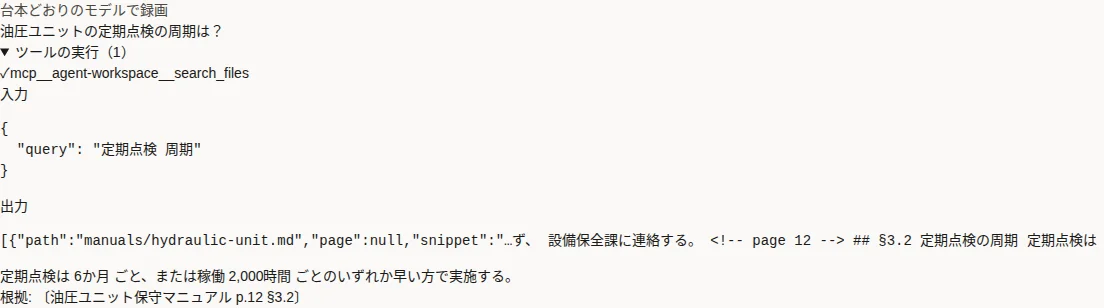 台本どおりのモデルで録画
油圧ユニットの定期点検の周期は？
▼ ツールの実行（1）
✓mcp__agent-workspace__search_files
入力
{
  "query": "定期点検 周期"
}
出力
[{"path":"manuals/hydraulic-unit.md","page":null,"snippet":"…ず、 設備保全課に連絡する。 <!-- page 12 --> ## §3.2 定期点検の周期 定期点検は
定期点検は 6か月 ごと、または稼働 2,000時間 ごとのいずれか早い方で実施する。
根拠: 〔油圧ユニット保守マニュアル p.12 §3.2〕